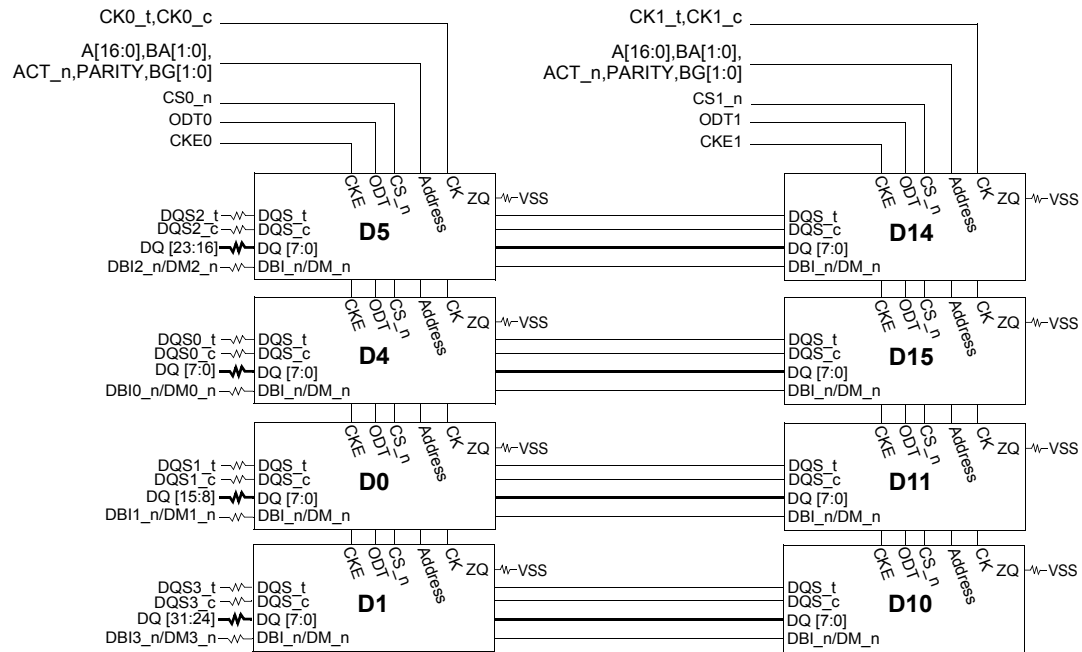 CK0_t,CK0_c
A[16:0],BA[1:0],
ACT_n,PARITY,BG[1:0]
CS0_n
ODT0
CKE0
CK1_t,CK1_c
A[16:0],BA[1:0],
ACT_n,PARITY,BG[1:0]
CS1_n
ODT1
CKE1
CKE
ODT
CS_n
Address
CK
ZQ
VSS
DQS2_t
DQS2_c
DQ [23:16]
DBI2_n/DM2_n
DQS_t
DQS_c
DQ [7:0]
DBI_n/DM_n
D5
CKE
ODT
CS_n
Address
CK
ZQ
VSS
DQS_t
DQS_c
DQ [7:0]
DBI_n/DM_n
D14
CKE
ODT
CS_n
Address
CK
ZQ
VSS
DQS0_t
DQS0_c
DQ [7:0]
DBI0_n/DM0_n
DQS_t
DQS_c
DQ [7:0]
DBI_n/DM_n
D4
CKE
ODT
CS_n
Address
CK
ZQ
VSS
DQS_t
DQS_c
DQ [7:0]
DBI_n/DM_n
D15
CKE
ODT
CS_n
Address
CK
ZQ
VSS
DQS1_t
DQS1_c
DQ [15:8]
DBI1_n/DM1_n
DQS_t
DQS_c
DQ [7:0]
DBI_n/DM_n
D0
CKE
ODT
CS_n
Address
CK
ZQ
VSS
DQS_t
DQS_c
DQ [7:0]
DBI_n/DM_n
D11
CKE
ODT
CS_n
Address
CK
ZQ
VSS
DQS3_t
DQS3_c
DQ [31:24]
DBI3_n/DM3_n
DQS_t
DQS_c
DQ [7:0]
DBI_n/DM_n
D1
CKE
ODT
CS_n
Address
CK
ZQ
VSS
DQS_t
DQS_c
DQ [7:0]
DBI_n/DM_n
D10